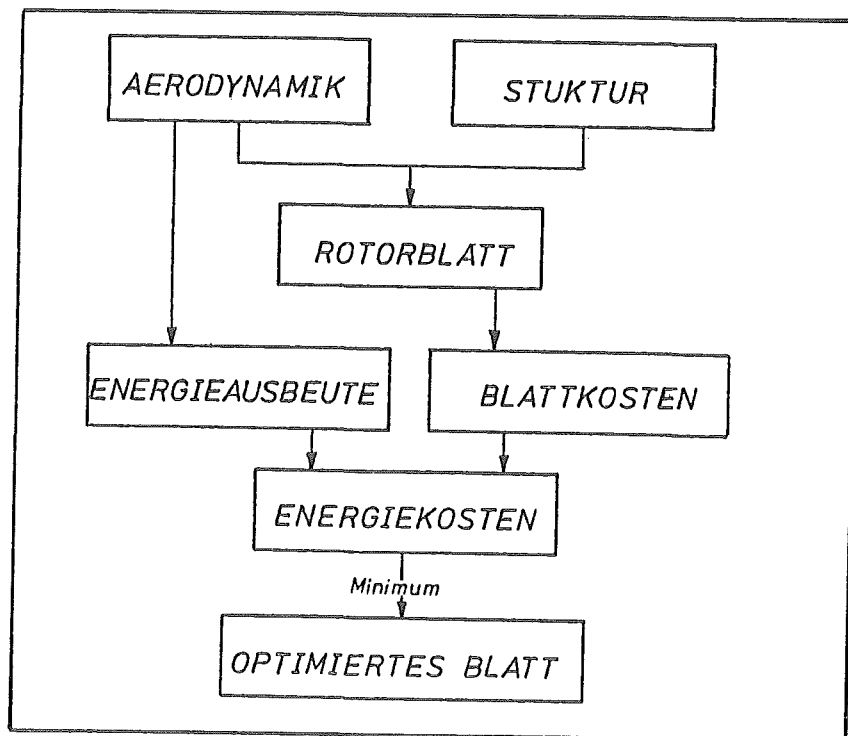 AERODYNAMIK
STUKTUR
ROTORBLATT
ENERGIEAUSBEUTE
BLATTKOSTEN
ENERGIEKOSTEN
Minimum
OPTIMIERTES BLATT